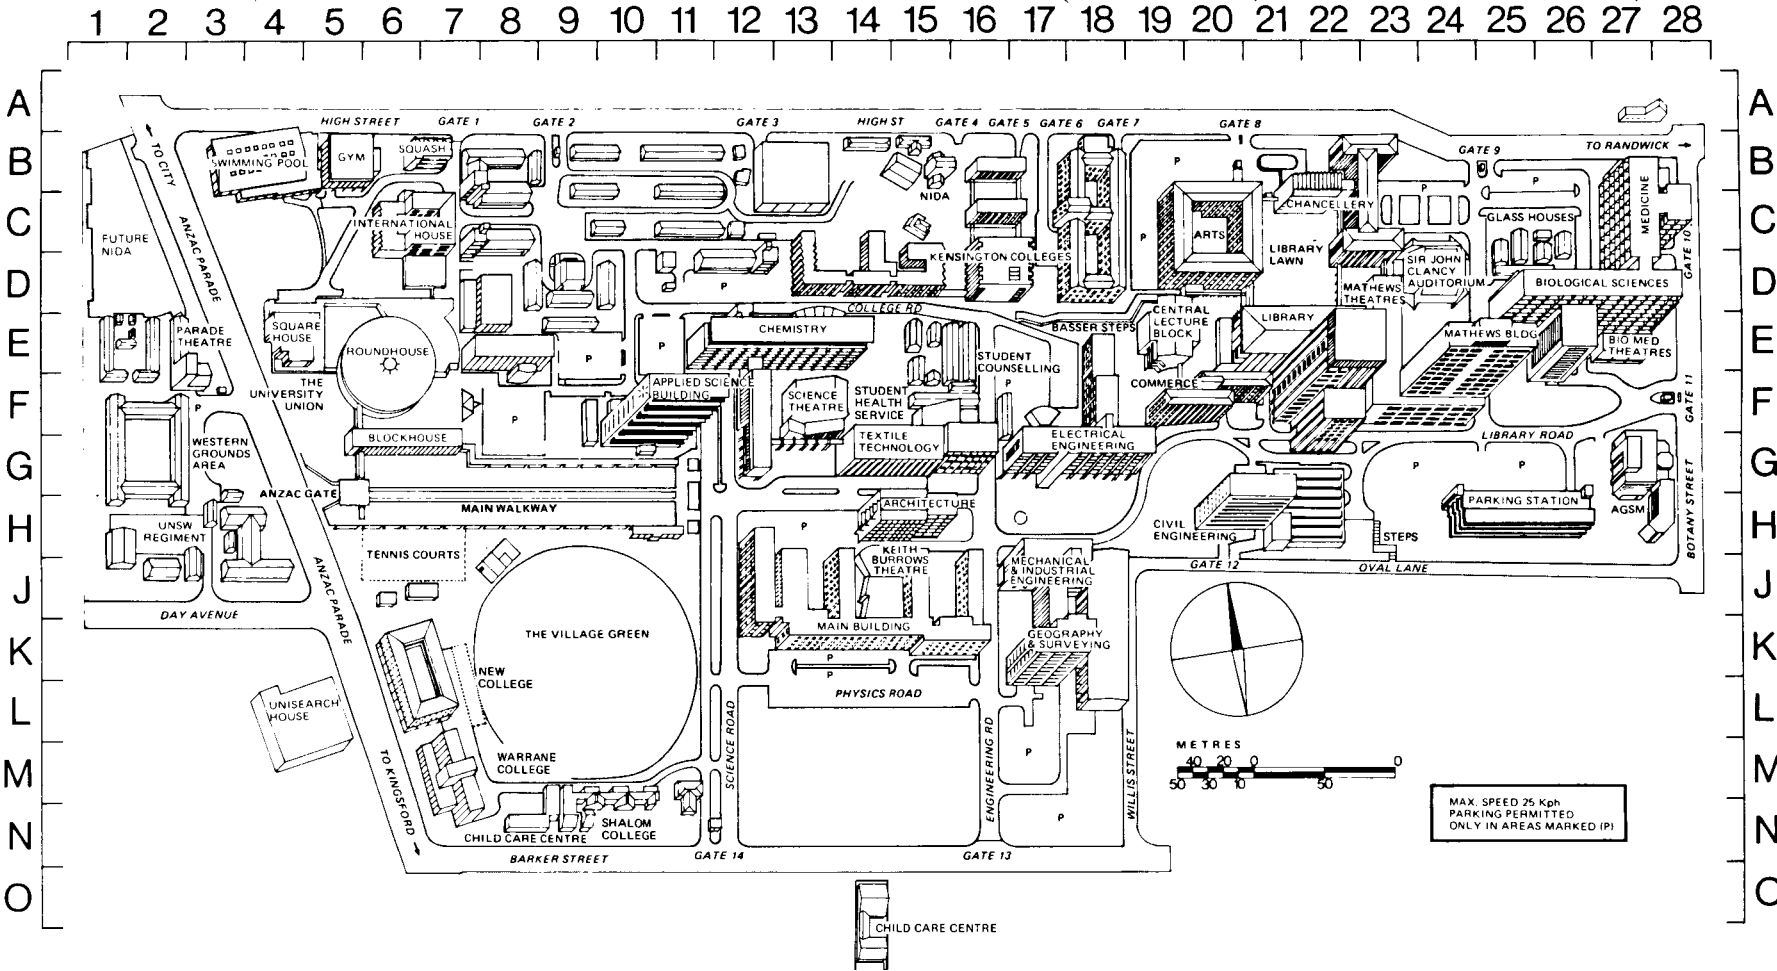 1 2 3 4 5 6 7 8 9 10 11 12 13 14 15 16 17 18 19 20 21 22 23 24 25 26 27 28
A
A
HIGH STREET
GATE 1
GATE 2
GATE 3
HIGH ST
GATE 4
GATE 5
GATE 6
GATE 7
GATE 8
GATE 9
TO RANDWICK
B
B
TO CITY
SWIMMING POOL
GYM
SQUASH
NIDA
P
P
P
MEDICINE
C
C
FUTURE
NIDA
ANZAC PARADE
INTERNATIONAL
HOUSE
P
ARTS
CHANCELLERY
LIBRARY
LAWN
GLASS HOUSES
GATE 10
D
D
P
KENSINGTON COLLEGES
MATHEWS
THEATRES
SIR JOHN
CLANCY
AUDITORIUM
BIOLOGICAL SCIENCES
COLLEGE RD
E
E
PARADE
THEATRE
SQUARE
HOUSE
ROUNDHOUSE
P
P
CHEMISTRY
STUDENT
COUNSELLING
BASSER STEPS
CENTRAL
LECTURE
BLOCK
LIBRARY
MATHEWS BLDG
BIO MED
THEATRES
F
F
THE
UNIVERSITY
UNION
P
P
APPLIED SCIENCE
BUILDING
SCIENCE
THEATRE
STUDENT
HEALTH
SERVICE
P
COMMERCE
GATE 11
G
G
WESTERN
GROUNDS
AREA
BLOCKHOUSE
TEXTILE
TECHNOLOGY
ELECTRICAL
ENGINEERING
LIBRARY ROAD
P
P
BOTANY STREET
ANZAC GATE
MAIN WALKWAY
H
H
UNSW
REGIMENT
TENNIS COURTS
P
ARCHITECTURE
CIVIL
ENGINEERING
STEPS
PARKING STATION
AGSM
J
J
ANZAC PARADE
KEITH
BURROWS
THEATRE
MECHANICAL
& INDUSTRIAL
ENGINEERING
GATE 12
OVAL LANE
DAY AVENUE
K
K
THE VILLAGE GREEN
MAIN BUILDING
GEOGRAPHY
& SURVEYING
P
P
NEW
COLLEGE
L
L
UNISEARCH
HOUSE
PHYSICS ROAD
SCIENCE ROAD
ENGINEERING RD
WILLIS STREET
M
M
TO KINGSFORD
WARRANE
COLLEGE
P
METRES
40 20 0 0
50 30 10 50
N
N
CHILD CARE CENTRE
SHALOM
COLLEGE
P
MAX. SPEED 25 Kph
PARKING PERMITTED
ONLY IN AREAS MARKED (P)
BARKER STREET
GATE 14
GATE 13
O
O
CHILD CARE CENTRE